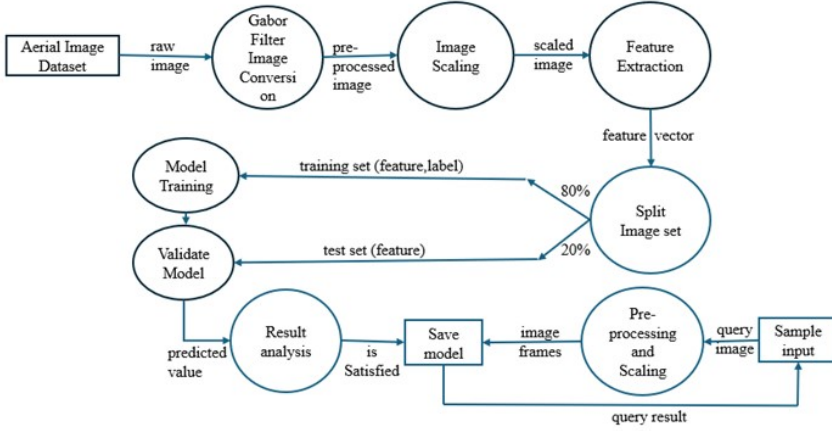 Aerial Image
Dataset
raw
image
Gabor
Filter
Image
Conversi
on
pre-
processed
image
Image
Scaling
scaled
image
Feature
Extraction
feature vector
Model
Training
training set (feature,label)
80%
Split
Image set
Validate
Model
test set (feature)
20%
predicted
value
Result
analysis
is
Satisfied
Save
model
image
frames
Pre-
processing
and
Scaling
query
image
Sample
input
query result